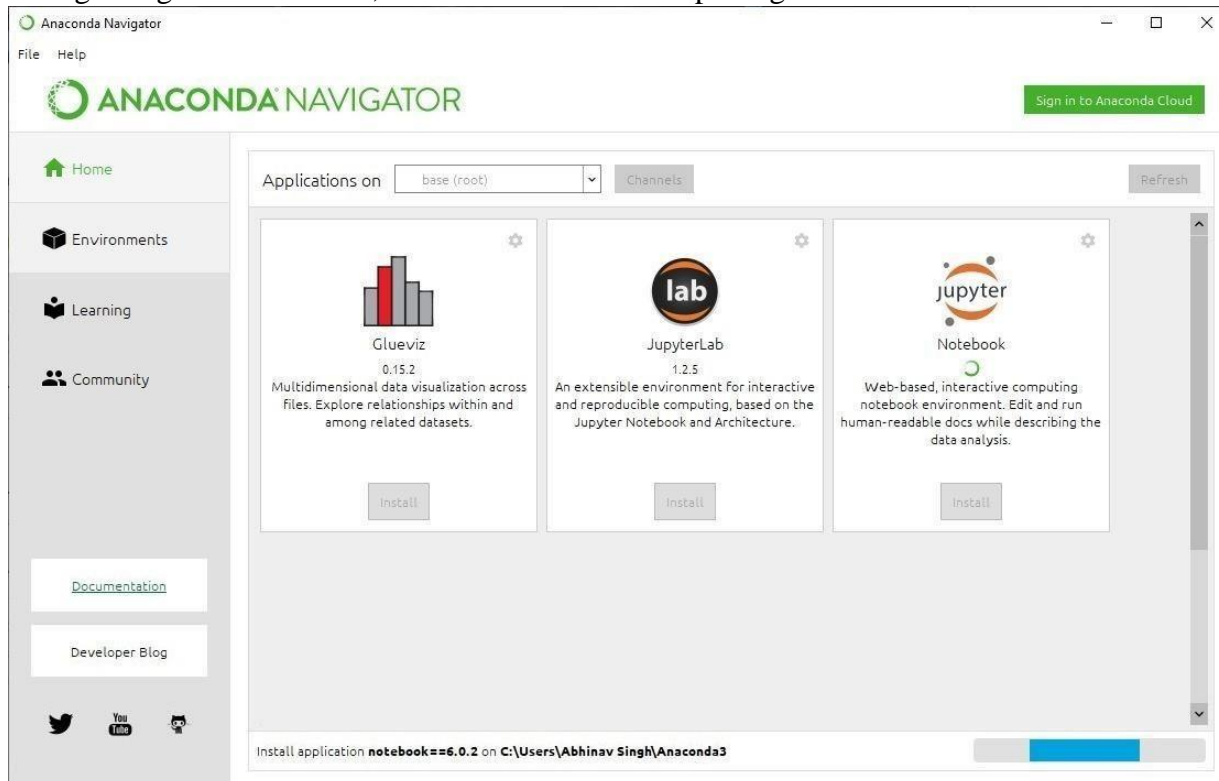 Anaconda Navigator
File Help
ANACONDA NAVIGATOR
Sign in to Anaconda Cloud
Home
Environments
Learning
Community
Documentation
Developer Blog
You
Tube
Applications on base (root) Channels Refresh
Glueviz
0.15.2
Multidimensional data visualization across
files. Explore relationships within and
among related datasets.
Install
lab
JupyterLab
1.2.5
An extensible environment for interactive
and reproducible computing, based on the
Jupyter Notebook and Architecture.
Install
jupyter
Notebook
Web-based, interactive computing
notebook environment. Edit and run
human-readable docs while describing the
data analysis.
Install
Install application notebook==6.0.2 on C:\Users\Abhinav Singh\Anaconda3